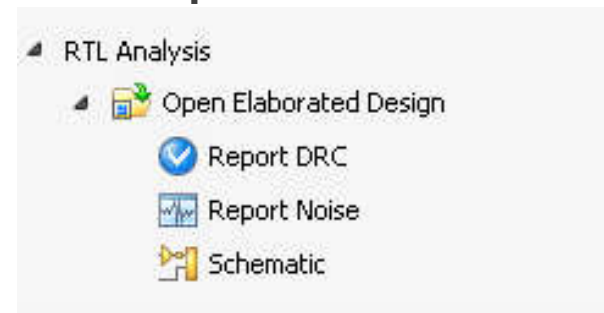 RTL Analysis
Open Elaborated Design
Report DRC
Report Noise
Schematic